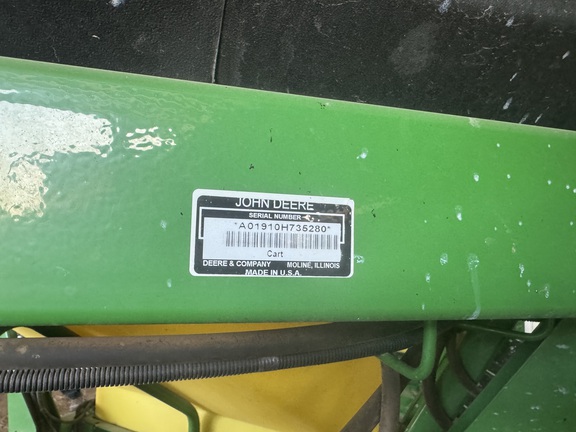 JOHN DEERE
SERIAL NUMBER
*A01910H735280*
Cart
DEERE & COMPANY MOLINE, ILLINOIS
MADE IN U.S.A.